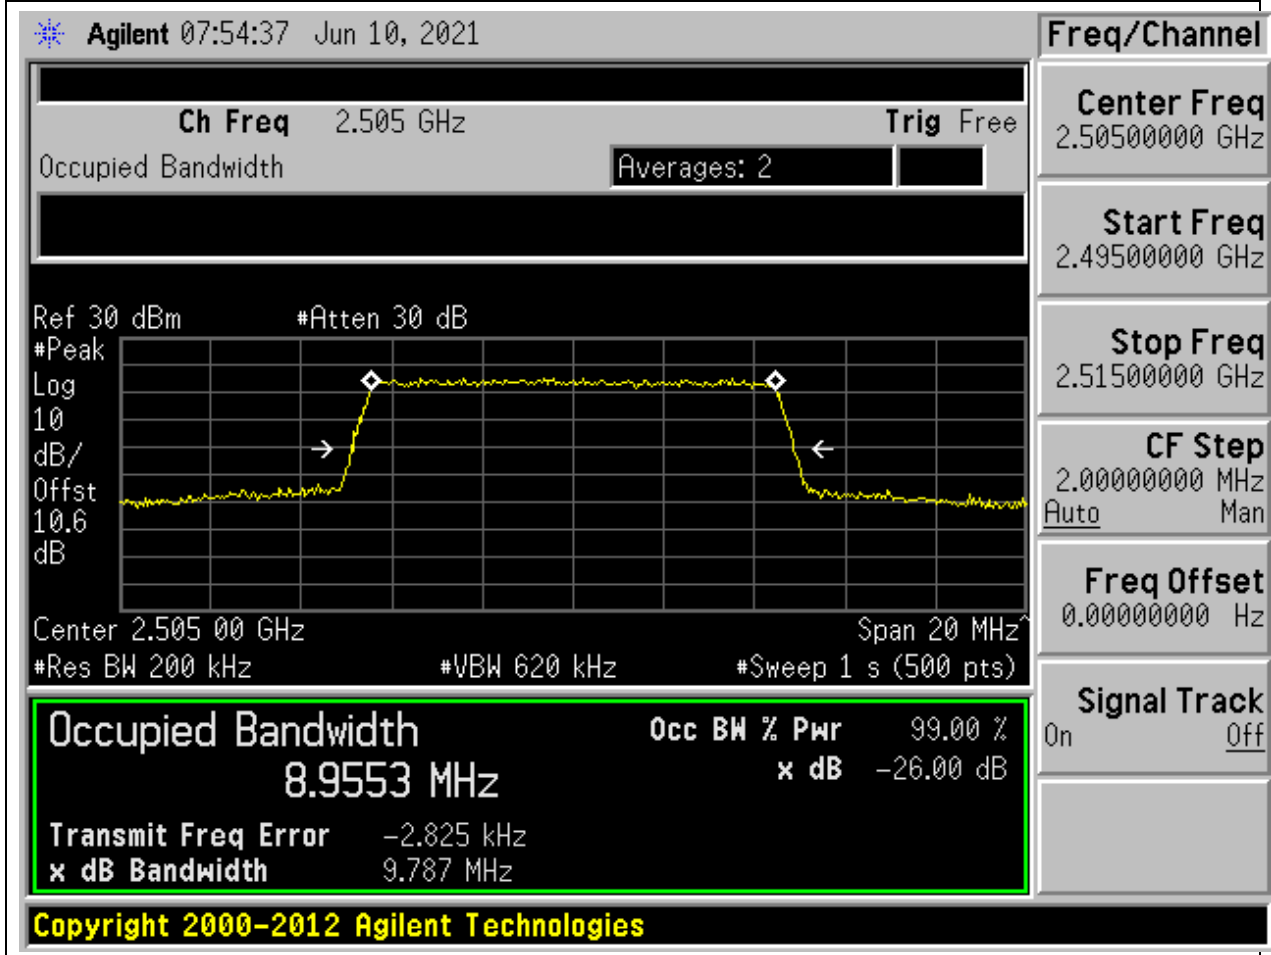 Agilent 07:54:37 Jun 10, 2021
Freq/Channel
Ch Freq 2.505 GHz Trig Free
Occupied Bandwidth Averages: 2
Ref 30 dBm #Atten 30 dB
#Peak
Log
10
dB/
Offst
10.6
dB
Center 2.505 00 GHz Span 20 MHz^
#Res BW 200 kHz #VBW 620 kHz #Sweep 1 s (500 pts)
Occupied Bandwidth Occ BW % Pwr 99.00 %
8.9553 MHz x dB -26.00 dB
Transmit Freq Error -2.825 kHz
x dB Bandwidth 9.787 MHz
Center Freq
2.50500000 GHz
Start Freq
2.49500000 GHz
Stop Freq
2.51500000 GHz
CF Step
2.00000000 MHz
Auto Man
Freq Offset
0.00000000 Hz
Signal Track
On Off
Copyright 2000-2012 Agilent Technologies